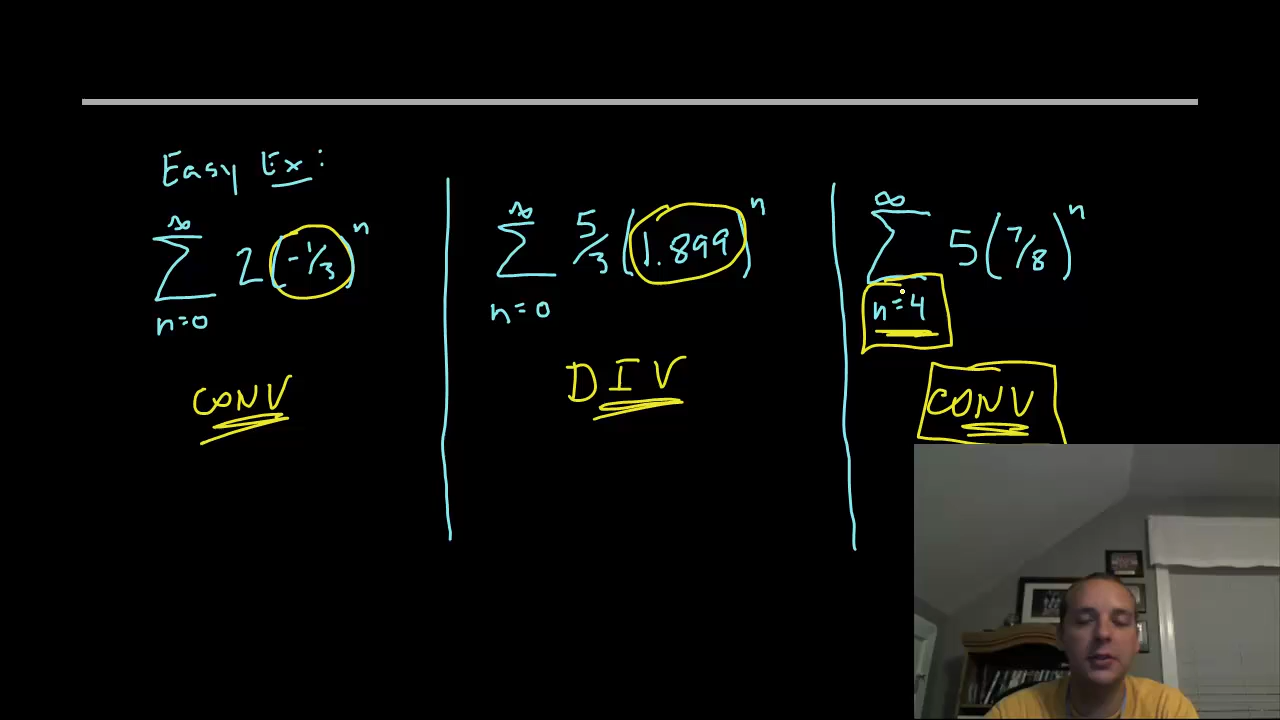 Easy Ex:
∞
∑ 2(-1/3)^n
n=0
CONV
∞
∑ 5/3(1.899)^n
n=0
DIV
∞
∑ 5(7/8)^n
n=4
CONV